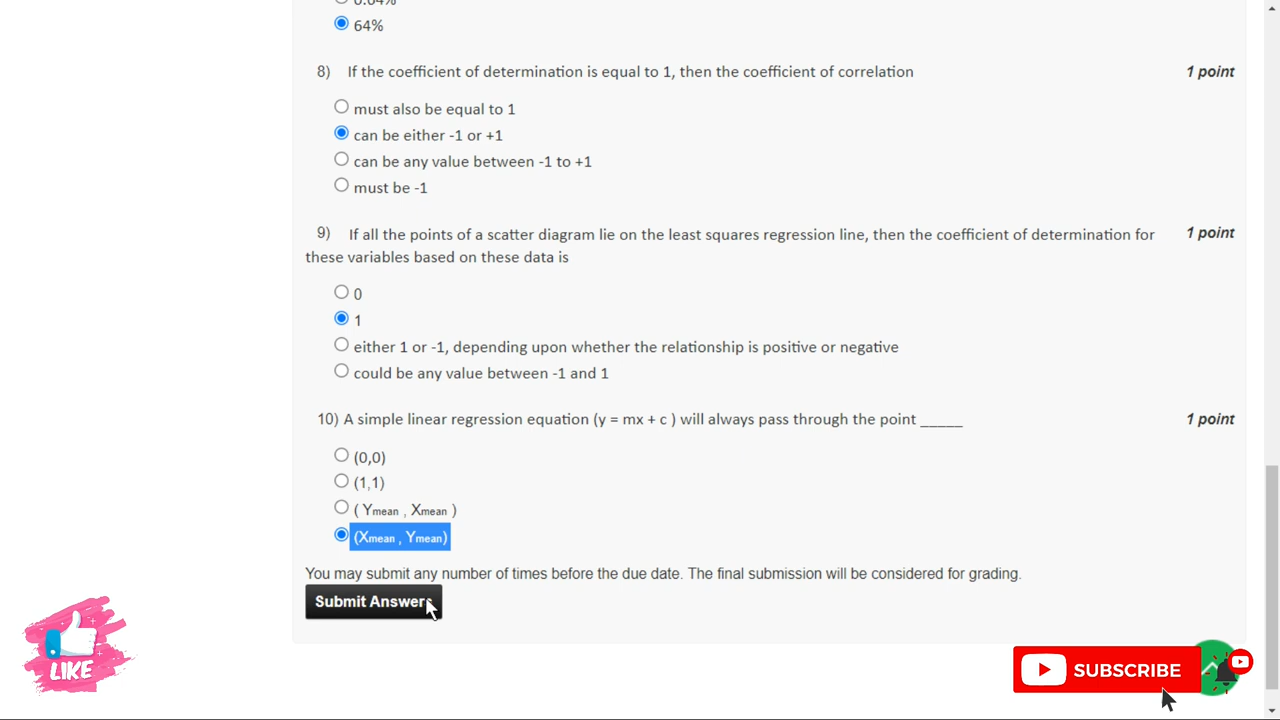 64%
8) If the coefficient of determination is equal to 1, then the coefficient of correlation 1 point
must also be equal to 1
can be either -1 or +1
can be any value between -1 to +1
must be -1
9) If all the points of a scatter diagram lie on the least squares regression line, then the coefficient of determination for 1 point
these variables based on these data is
0
1
either 1 or -1, depending upon whether the relationship is positive or negative
could be any value between -1 and 1
10) A simple linear regression equation (y = mx + c ) will always pass through the point _____ 1 point
(0,0)
(1,1)
( Ymean , Xmean )
(Xmean , Ymean)
You may submit any number of times before the due date. The final submission will be considered for grading.
Submit Answers
LIKE
SUBSCRIBE